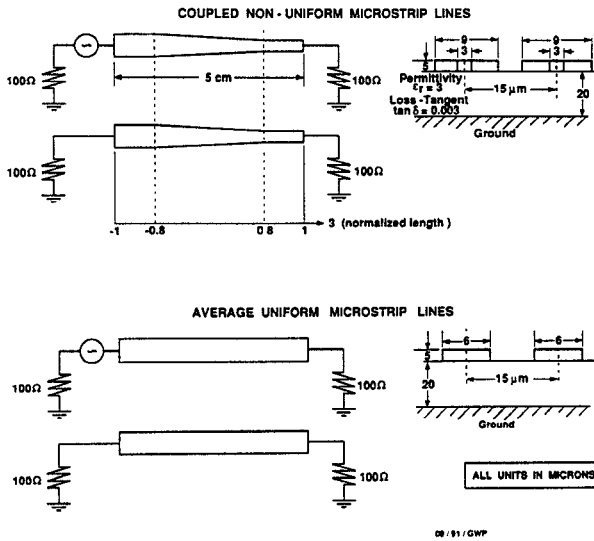 COUPLED NON - UNIFORM MICROSTRIP LINES
100Ω
5 cm
100Ω
100Ω
100Ω
-1
-0.8
0 8
1
3 (normalized length )
9
3
9
3
5
Permittivity
εr = 3
Loss -Tangent
tan δ = 0.003
15 μm
20
Ground
AVERAGE UNIFORM MICROSTRIP LINES
100Ω
100Ω
100Ω
100Ω
6
6
5
20
15 μm
Ground
ALL UNITS IN MICRONS
09 / 91 / GWP